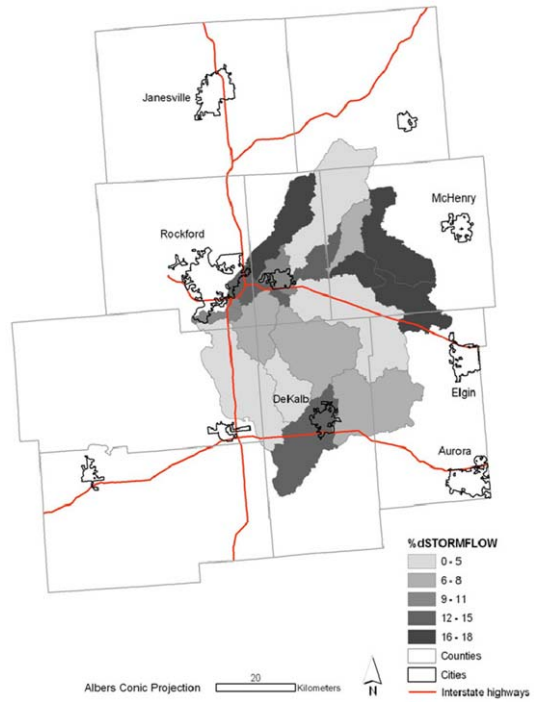 Janesville
McHenry
Rockford
Elgin
DeKalb
Aurora
%dSTORMFLOW
0 - 5
6 - 8
9 - 11
12 - 15
16 - 18
Counties
Cities
Interstate highways
Albers Conic Projection
20
Kilometers
N